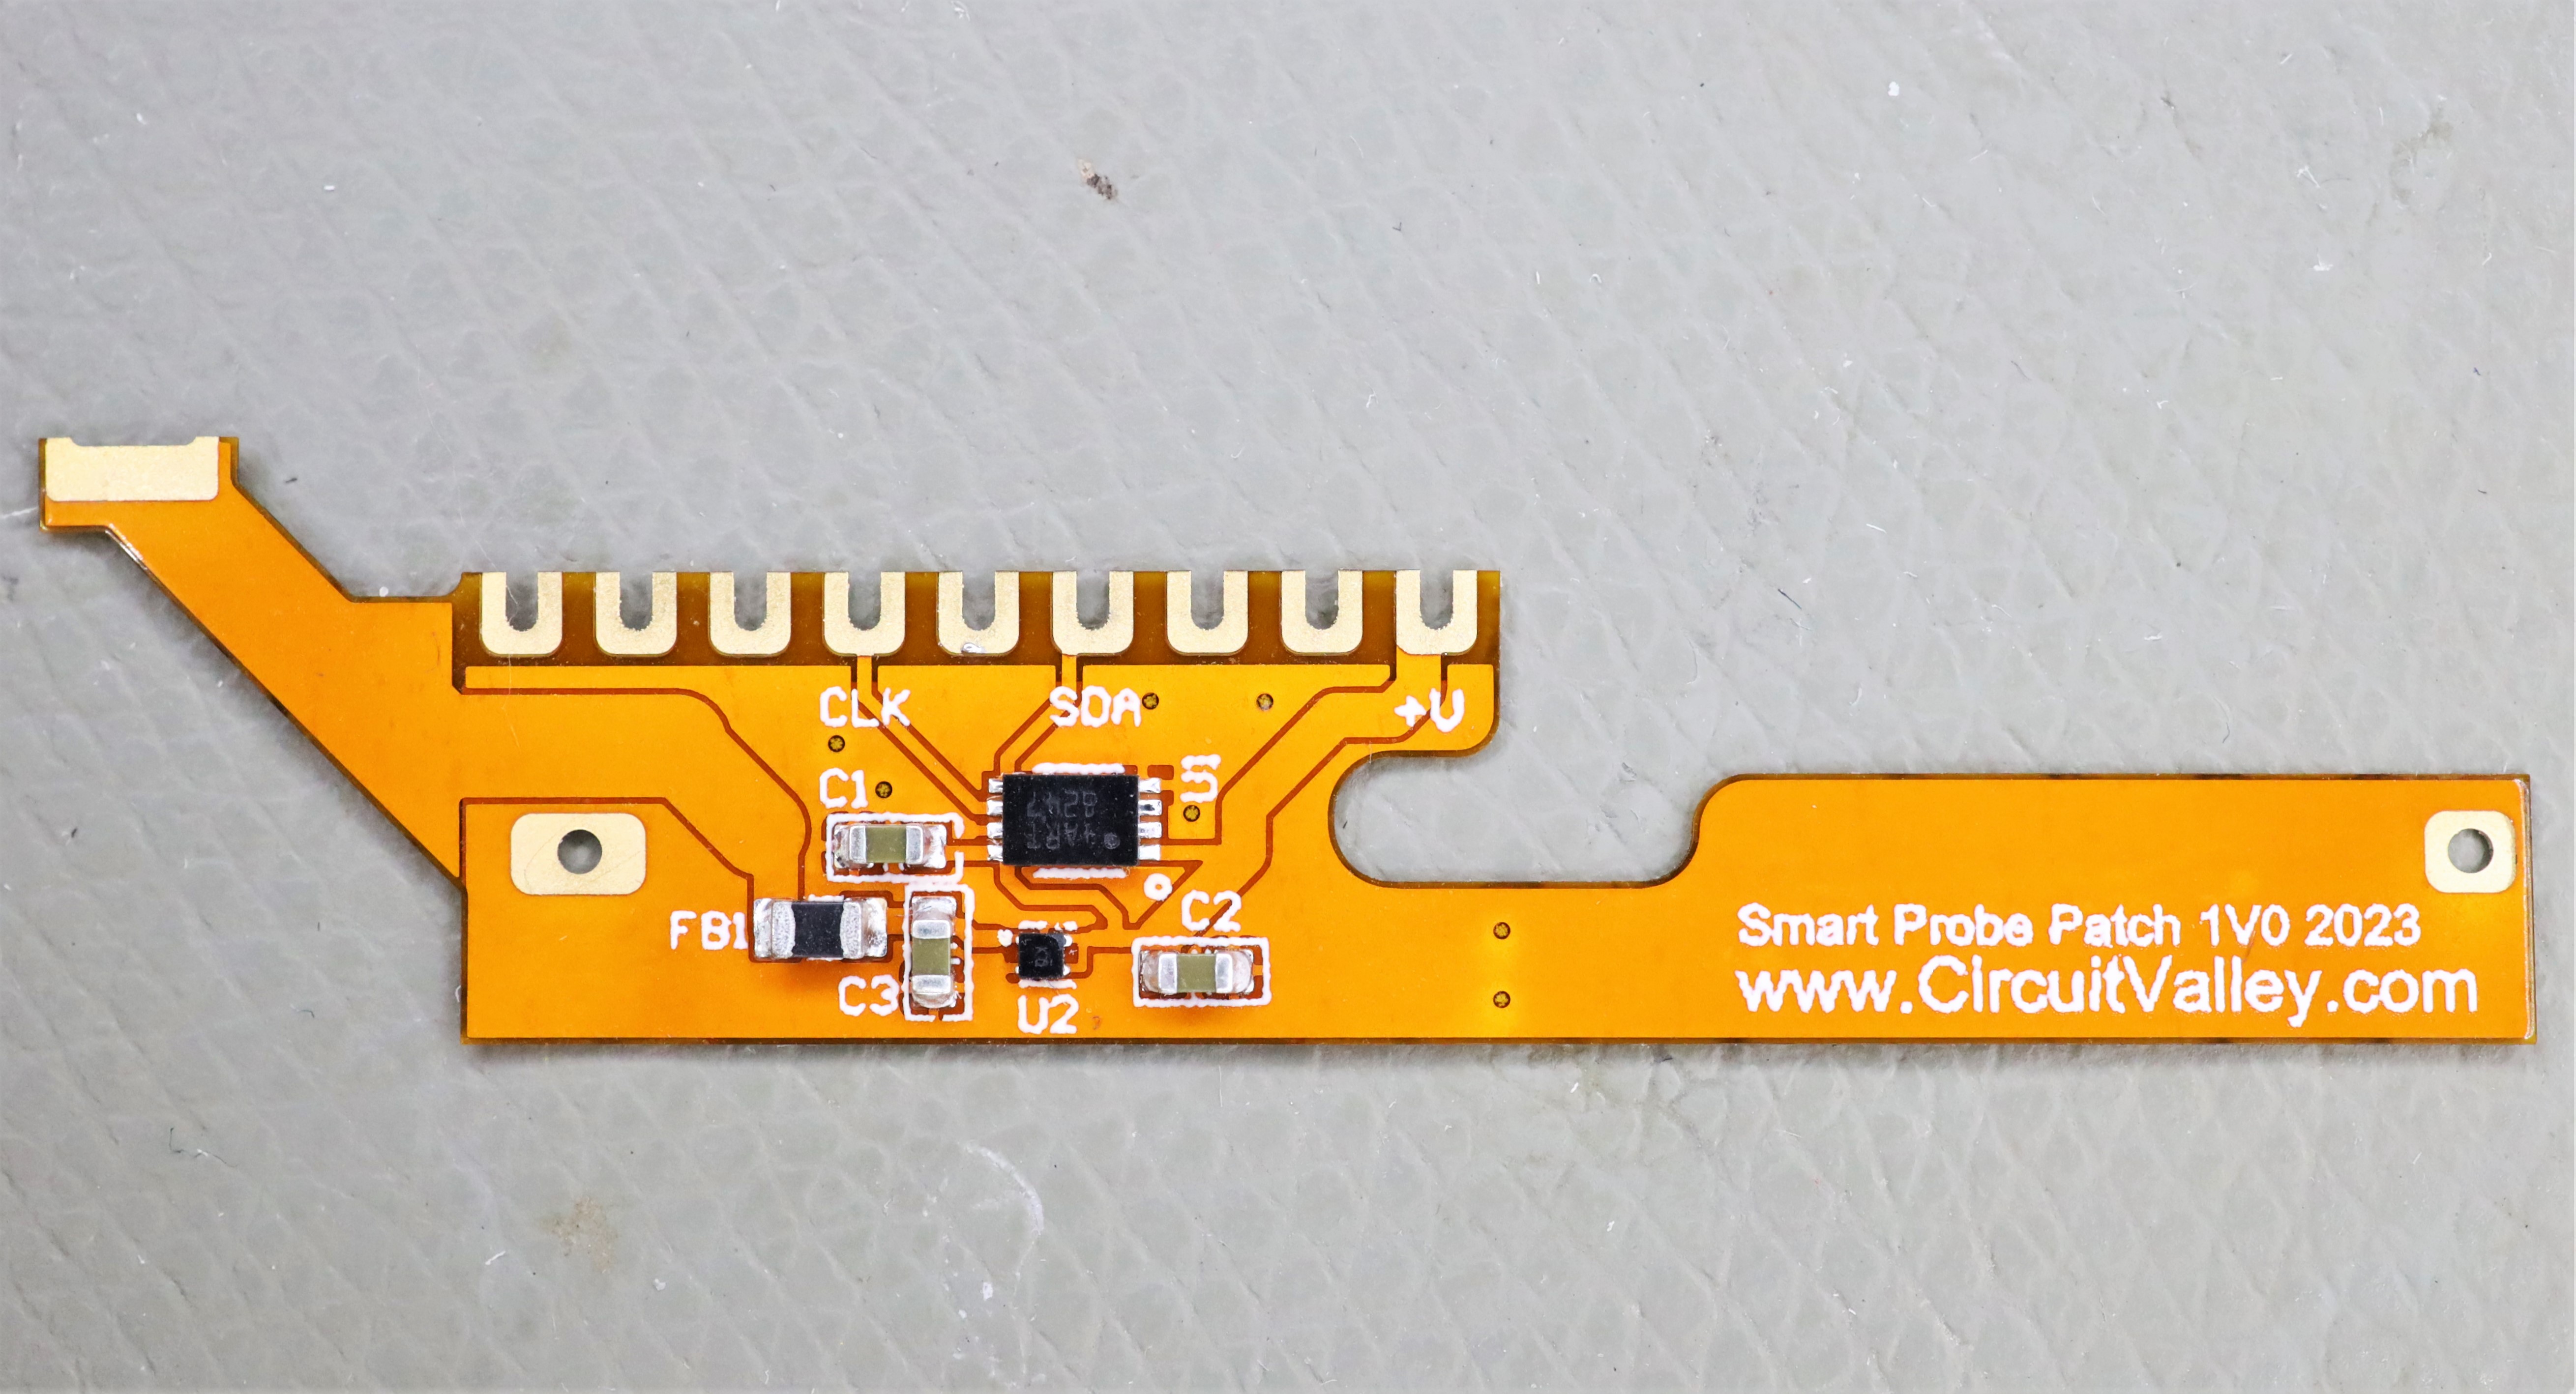 CLK
SDA
+V
C1
U1
FB1
C2
C3
U2
Smart Probe Patch 1V0 2023
www.CircuitValley.com